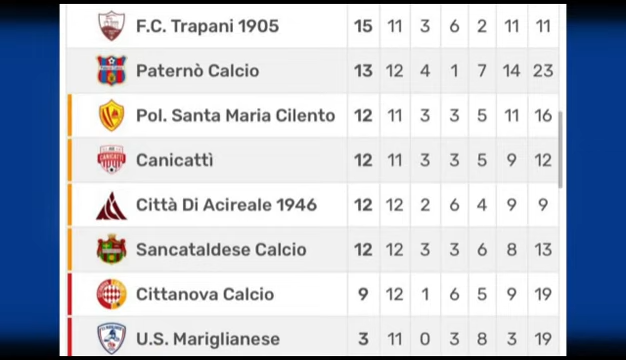 F.C. Trapani 1905 15 11 3 6 2 11 11
Paternò Calcio 13 12 4 1 7 14 23
Pol. Santa Maria Cilento 12 11 3 3 5 11 16
Canicattì 12 11 3 3 5 9 12
Città Di Acireale 1946 12 12 2 6 4 9 9
Sancataldese Calcio 12 12 3 3 6 8 13
Cittanova Calcio 9 12 1 6 5 9 19
U.S. Mariglianese 3 11 0 3 8 3 19